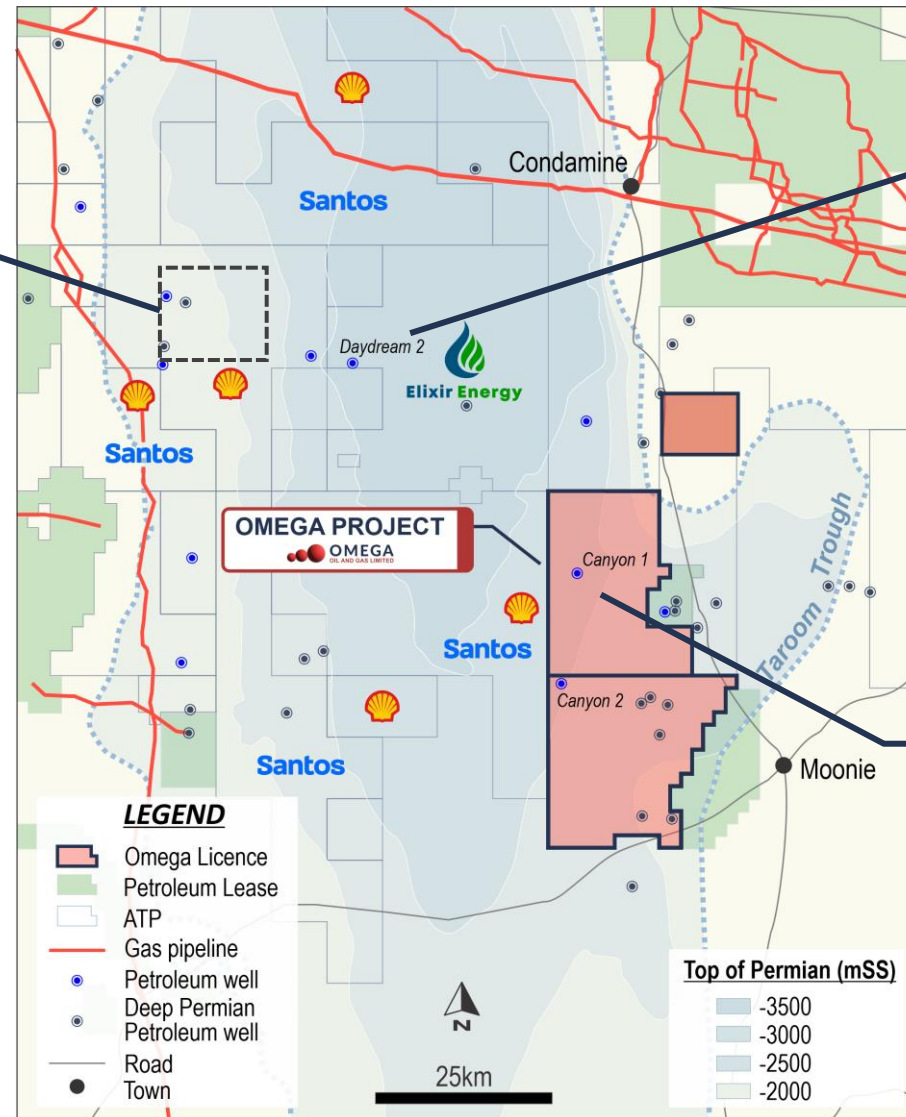 Condamine
Santos
Daydream 2
Elixir Energy
Santos
OMEGA PROJECT
OMEGA
OIL AND GAS LIMITED
Canyon 1
Taroom Trough
Santos
Canyon 2
Santos
Moonie
LEGEND
Omega Licence
Petroleum Lease
ATP
Gas pipeline
Petroleum well
Deep Permian
Petroleum well
Road
Town
N
25km
Top of Permian (mSS)
-3500
-3000
-2500
-2000